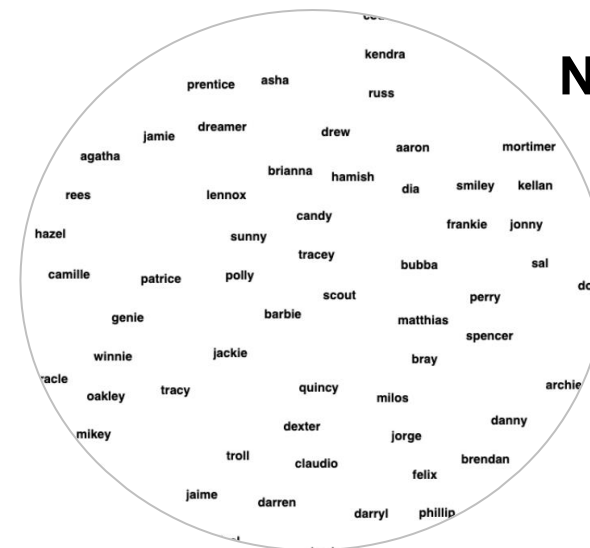 kendra
N
prentice asha
russ
jamie dreamer drew
aaron mortimer
agatha
brianna hamish
rees lennox dia smiley kellan
candy
hazel sunny frankie jonny
tracey
camille patrice polly bubba sal
scout perry
genie barbie matthias
spencer
winnie jackie bray
racle
oakley tracy quincy milos archie
mikey dexter jorge danny
troll claudio brendan
felix
jaime darren
darryl phillip